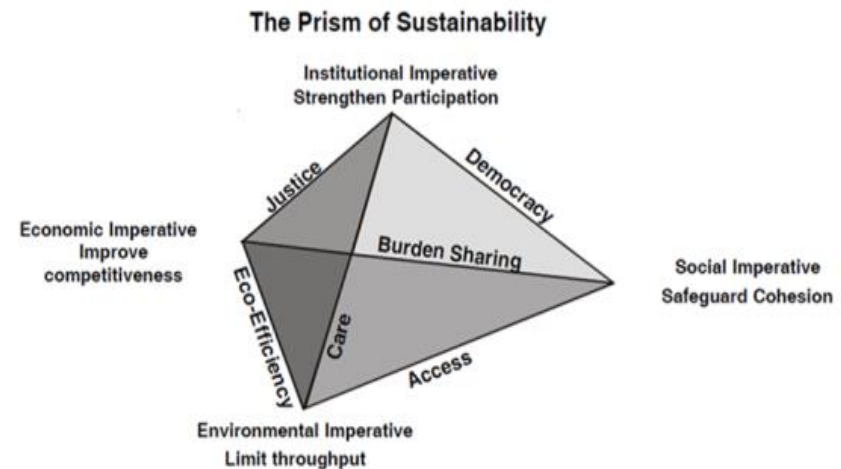 The Prism of Sustainability
Institutional Imperative
Strengthen Participation
Justice
Democracy
Economic Imperative
Improve
competitiveness
Burden Sharing
Social Imperative
Safeguard Cohesion
Eco-Efficiency
Care
Access
Environmental Imperative
Limit throughput